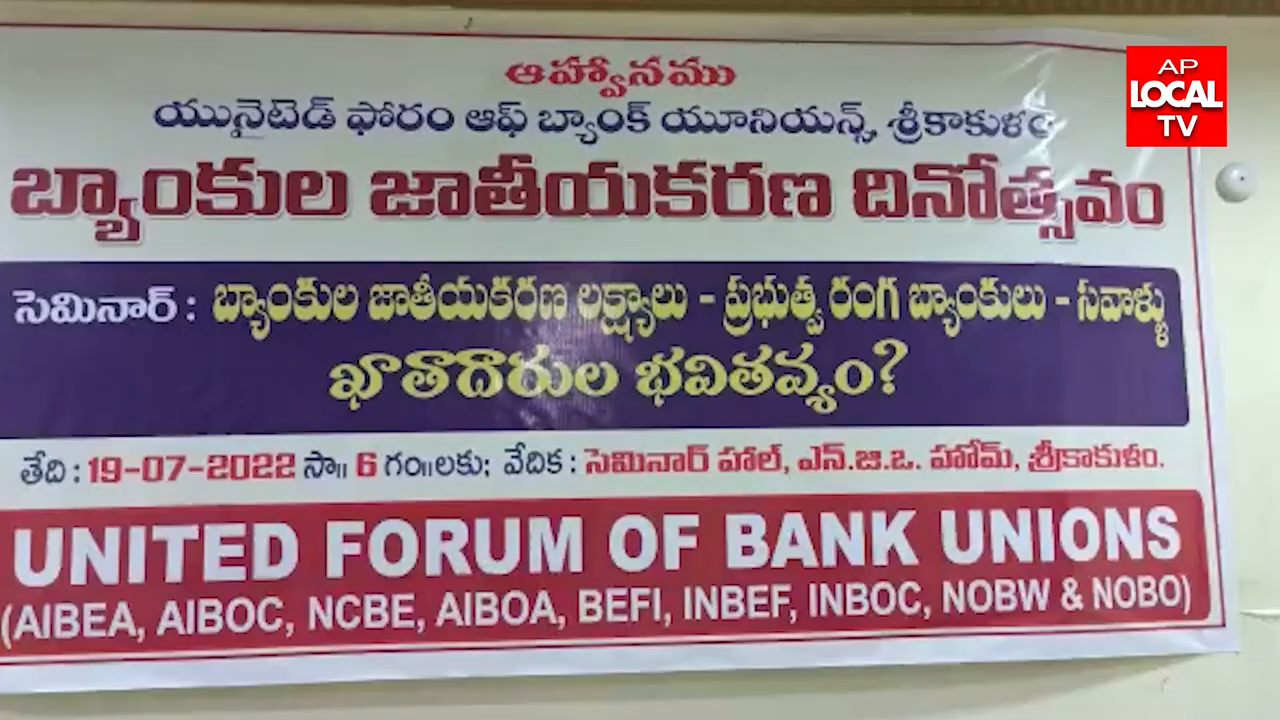 ఆహ్వానము
యునైటెడ్ ఫోరం ఆఫ్ బ్యాంక్ యూనియన్స్, శ్రీకాకుళం
బ్యాంకుల జాతీయకరణ దినోత్సవం
సెమినార్ : బ్యాంకుల జాతీయకరణ లక్ష్యాలు - ప్రభుత్వ రంగ బ్యాంకులు - సవాళ్ళు
ఖాతాదారుల భవితవ్యం?
తేది : 19-07-2022 సా॥ 6 గం॥లకు; వేదిక : సెమినార్ హాల్, ఎన్.జి.ఒ. హోమ్, శ్రీకాకుళం.
UNITED FORUM OF BANK UNIONS
(AIBEA, AIBOC, NCBE, AIBOA, BEFI, INBEF, INBOC, NOBW & NOBO)
AP
LOCAL
TV